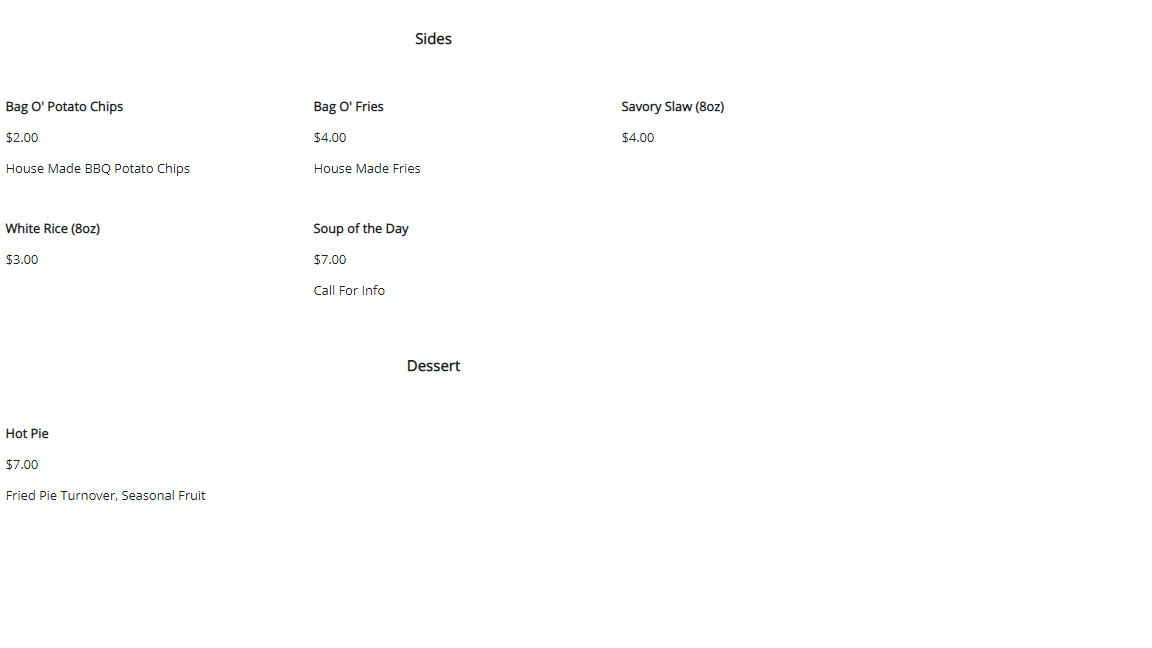 Sides
Bag O' Potato Chips
$2.00
House Made BBQ Potato Chips
Bag O' Fries
$4.00
House Made Fries
Savory Slaw (8oz)
$4.00
White Rice (8oz)
$3.00
Soup of the Day
$7.00
Call For Info
Dessert
Hot Pie
$7.00
Fried Pie Turnover, Seasonal Fruit